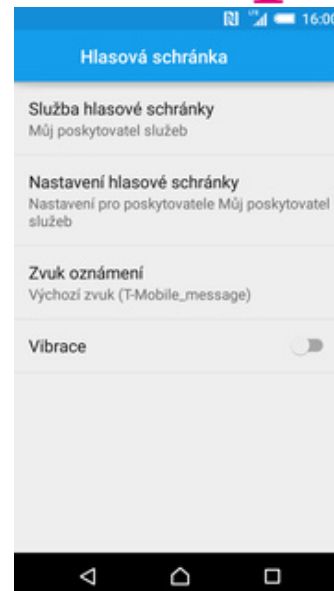 16:00
Hlasová schránka
Služba hlasové schránky
Můj poskytovatel služeb
Nastavení hlasové schránky
Nastavení pro poskytovatele Můj poskytovatel
služeb
Zvuk oznámení
Výchozí zvuk (T-Mobile_message)
Vibrace